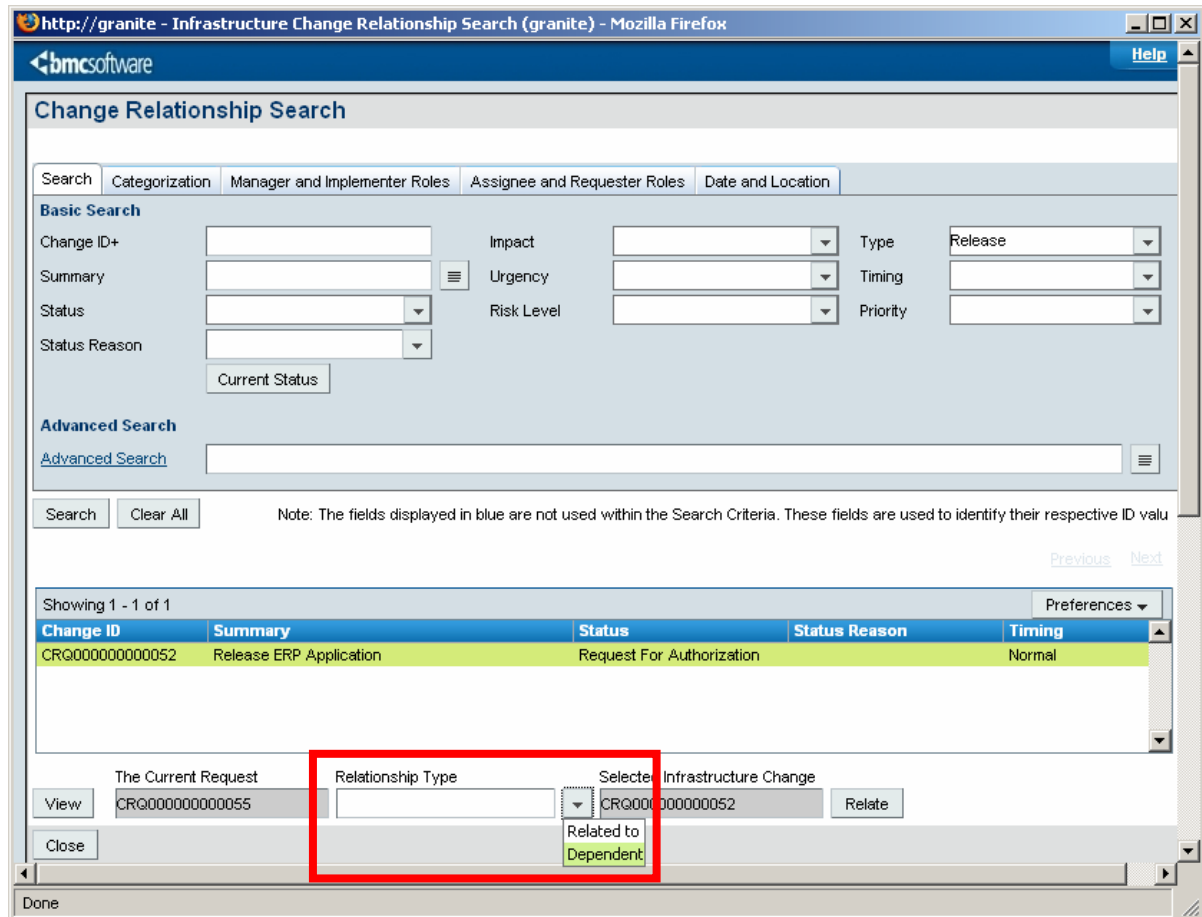 http://granite - Infrastructure Change Relationship Search (granite) - Mozilla Firefox
bmcsoftware Help
Change Relationship Search
Search Categorization Manager and Implementer Roles Assignee and Requester Roles Date and Location
Basic Search
Change ID+ Impact Type Release
Summary Urgency Timing
Status Risk Level Priority
Status Reason
Current Status
Advanced Search
Advanced Search
Search Clear All Note: The fields displayed in blue are not used within the Search Criteria. These fields are used to identify their respective ID valu
Previous Next
Showing 1 - 1 of 1 Preferences
Change ID Summary Status Status Reason Timing
CRQ000000000052 Release ERP Application Request For Authorization Normal
The Current Request Relationship Type Selected Infrastructure Change
View CRQ000000000055 CRQ000000000052 Relate
Related to
Close
Dependent
Done